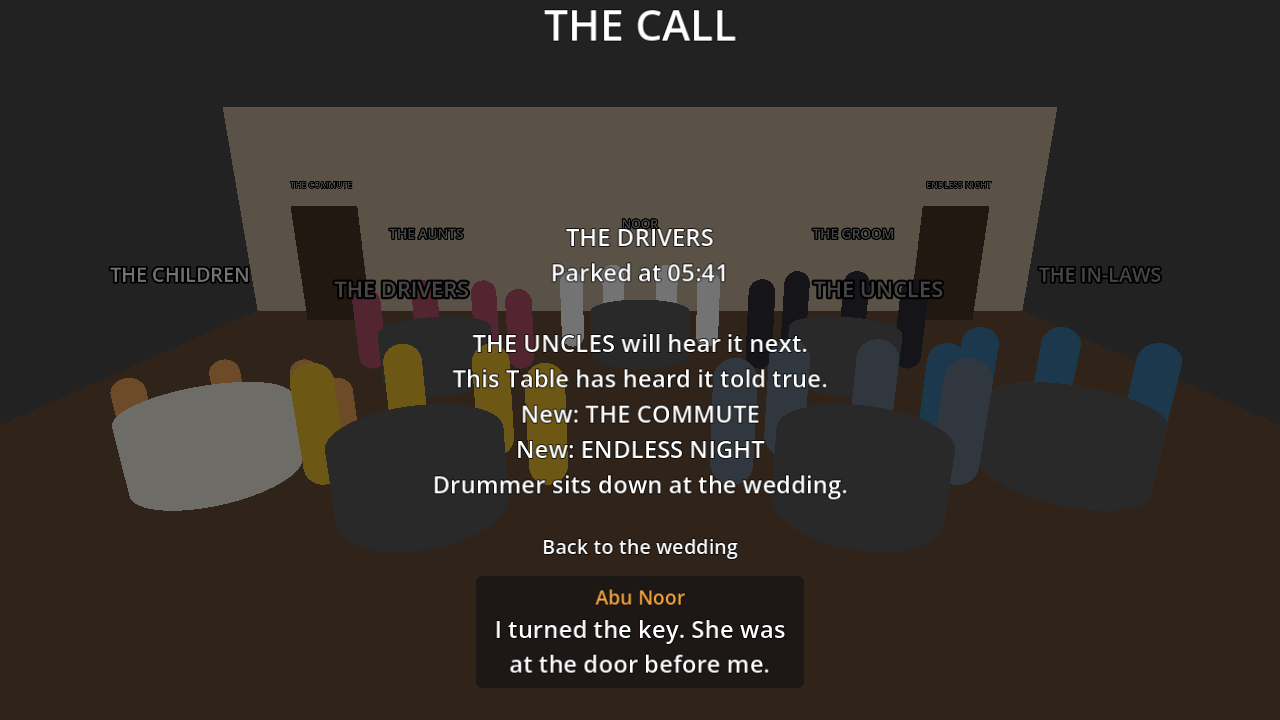 THE CALL
THE COMMUTE
ENDLESS NIGHT
THE AUNTS
NOOR
THE GROOM
THE DRIVERS
Parked at 05:41
THE CHILDREN
THE DRIVERS
THE UNCLES
THE IN-LAWS
THE UNCLES will hear it next.
This Table has heard it told true.
New: THE COMMUTE
New: ENDLESS NIGHT
Drummer sits down at the wedding.
Back to the wedding
Abu Noor
I turned the key. She was
at the door before me.